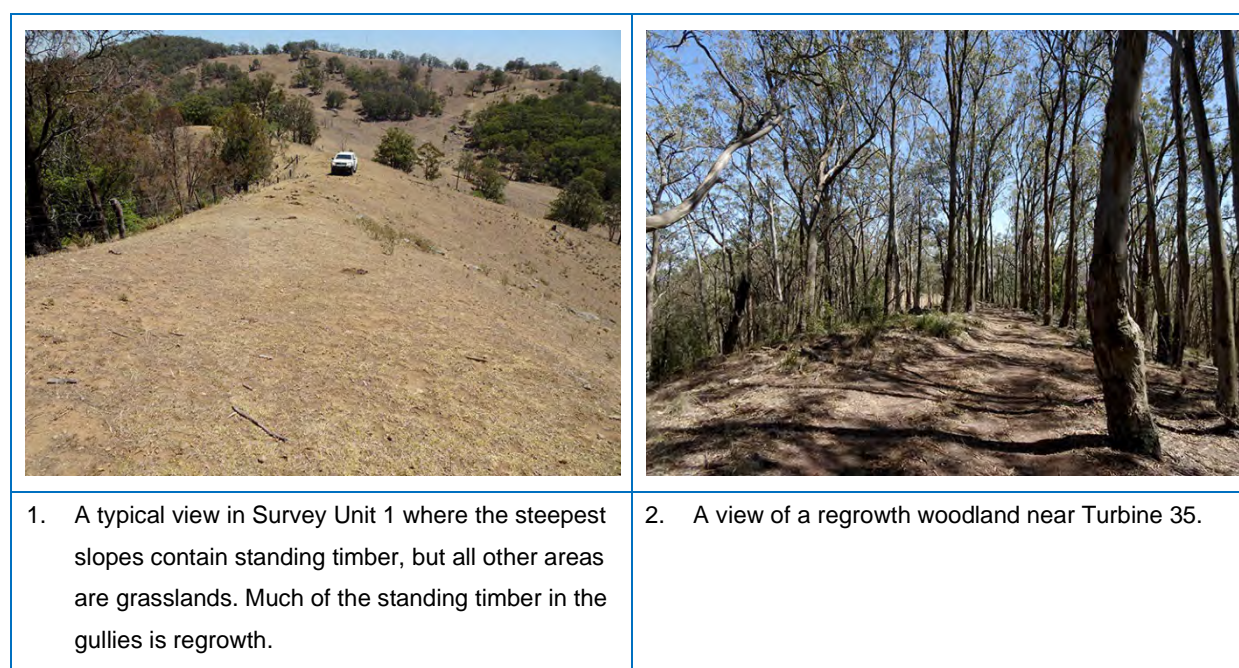 1. A typical view in Survey Unit 1 where the steepest
slopes contain standing timber, but all other areas
are grasslands. Much of the standing timber in the
gullies is regrowth.
2. A view of a regrowth woodland near Turbine 35.